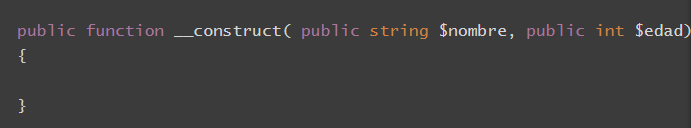 public function __construct( public string $nombre, public int $edad)
{
}